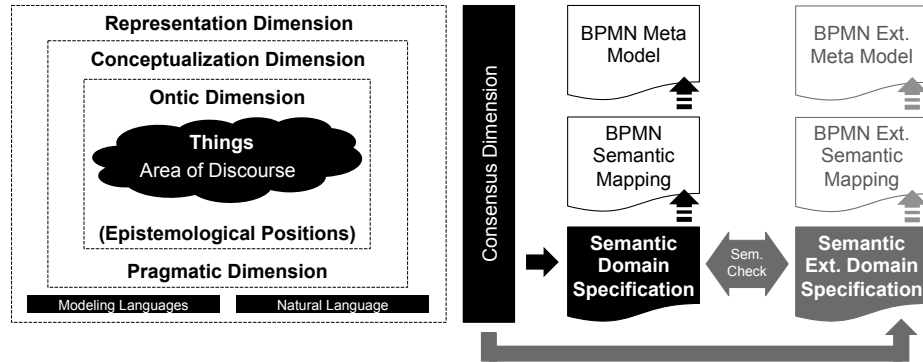 Representation Dimension
Conceptualization Dimension
Ontic Dimension
Things
Area of Discourse
(Epistemological Positions)
Pragmatic Dimension
Modeling Languages
Natural Language
Consensus Dimension
BPMN Meta
Model
BPMN
Semantic
Mapping
Semantic
Domain
Specification
Sem.
Check
BPMN Ext.
Meta Model
BPMN Ext.
Semantic
Mapping
Semantic
Ext. Domain
Specification